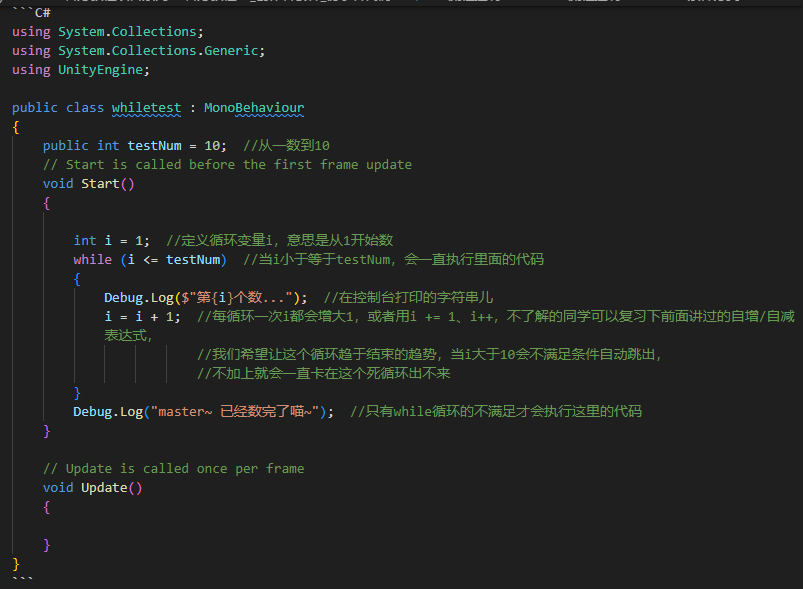 ```C#
using System.Collections;
using System.Collections.Generic;
using UnityEngine;
public class whiletest : MonoBehaviour
{
public int testNum = 10;  //从一数到10
// Start is called before the first frame update
void Start()
{
int i = 1;  //定义循环变量i，意思是从1开始数
while (i <= testNum)  //当i小于等于testNum，会一直执行里面的代码
{
Debug.Log($"第{i}个数...");  //在控制台打印的字符串儿
i = i + 1;  //每循环一次i都会增大1，或者用i += 1、i++，不了解的同学可以复习下前面讲过的自增/自减
表达式，
//我们希望让这个循环趋于结束的趋势，当i大于10会不满足条件自动跳出，
//不加上就会一直卡在这个死循环出不来
}
Debug.Log("master~ 已经数完了喵~");  //只有while循环的不满足才会执行这里的代码
}
// Update is called once per frame
void Update()
{
}
}
```